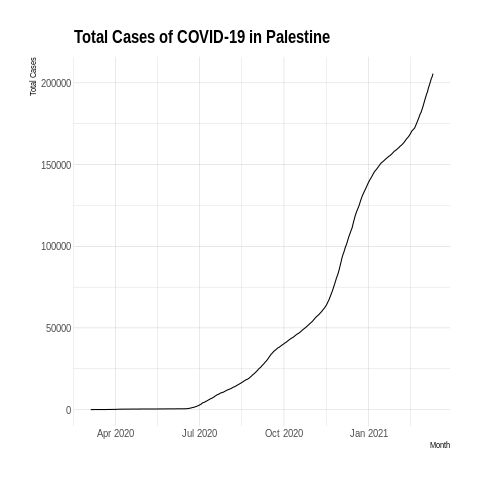 Total Cases of COVID-19 in Palestine
Total Cases
200000
150000
100000
50000
0
Apr 2020 Jul 2020 Oct 2020 Jan 2021
Month